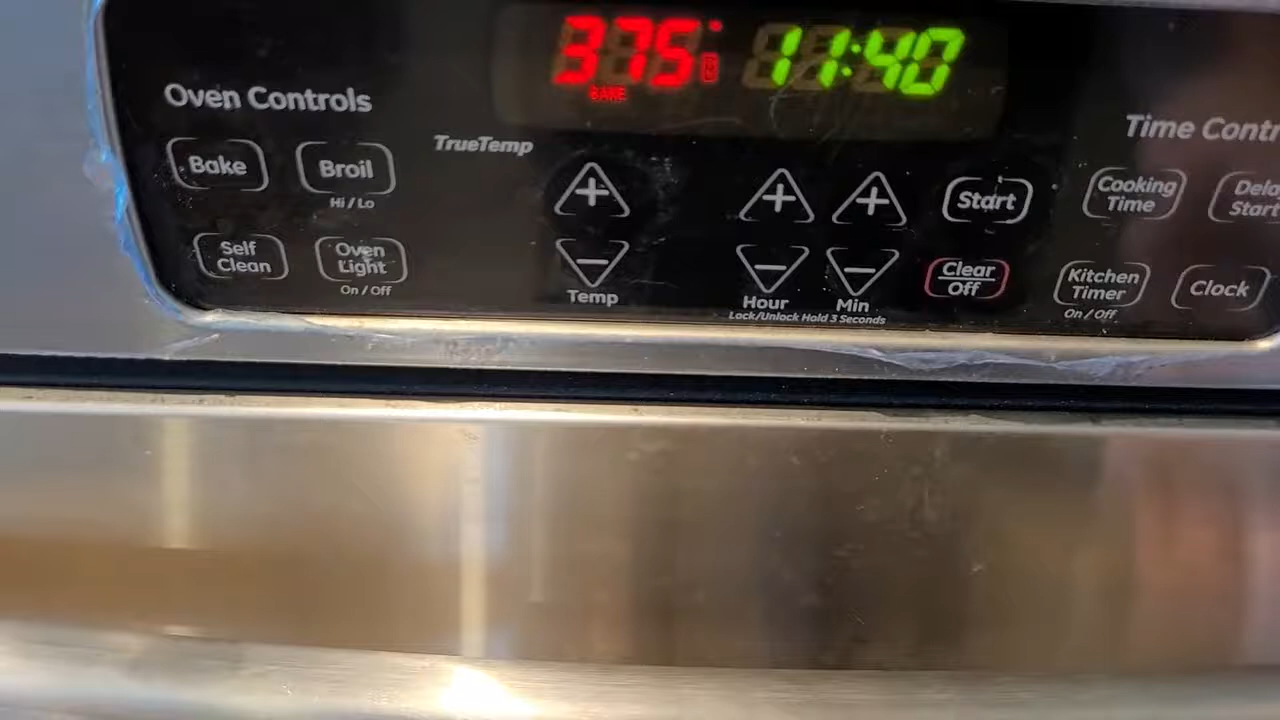 375° 11:40
BAKE
Oven Controls
TrueTemp
Time Contr
Bake Broil
Hi / Lo
Start
Cooking Time
Dela Start
Self Clean
Oven Light
On / Off
Temp
Hour Min
Lock/Unlock Hold 3 Seconds
Clear
Off
Kitchen Timer
On / Off
Clock